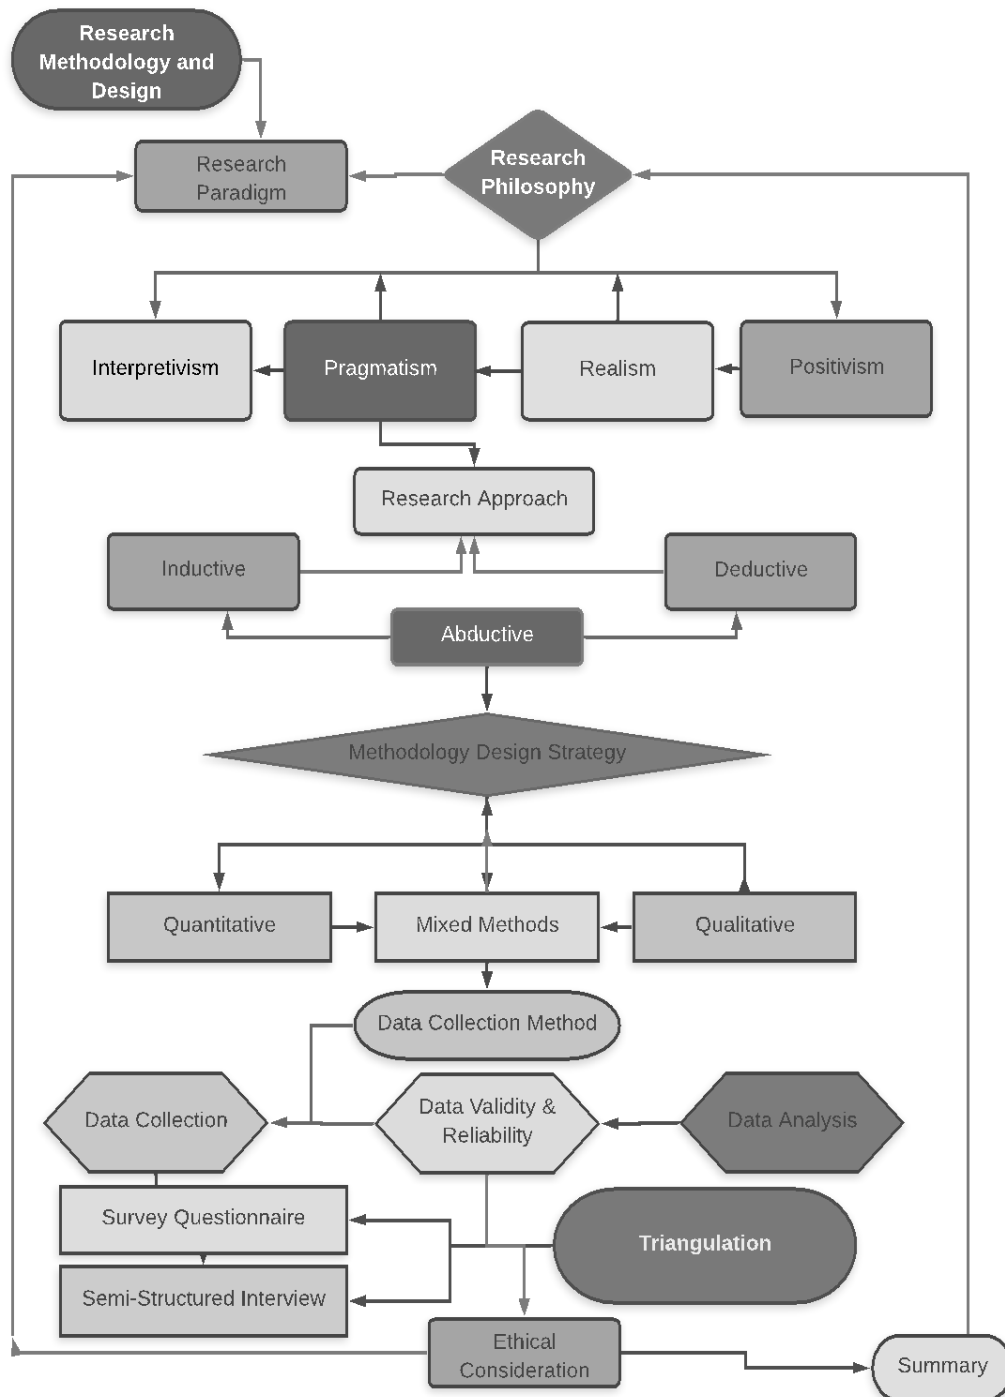 Research
Methodology and
Design
Research
Paradigm
Research
Philosophy
Interpretivism
Pragmatism
Realism
Positivism
Research Approach
Inductive
Deductive
Abductive
Methodology Design Strategy
Quantitative
Mixed Methods
Qualitative
Data Collection Method
Data Collection
Data Validity &
Reliability
Data Analysis
Survey Questionnaire
Triangulation
Semi-Structured Interview
Ethical
Consideration
Summary